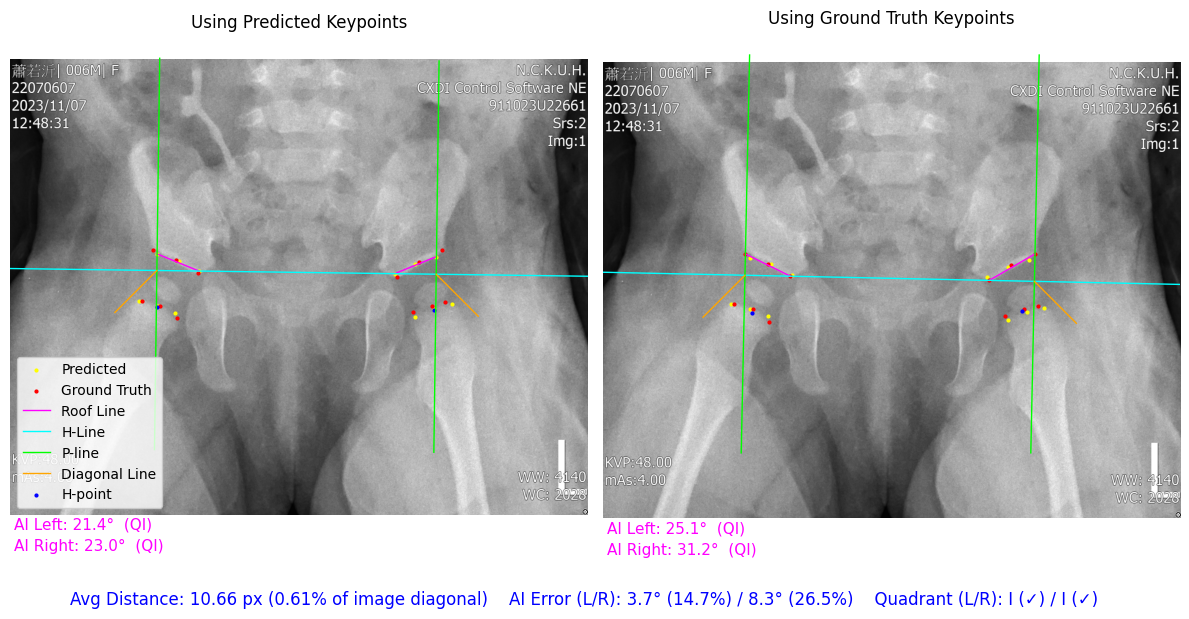 Using Predicted Keypoints
蕭若沂| 006M| F
22070607
2023/11/07
12:48:31
N.C.K.U.H.
CXDI Control Software NE
911023U22661
Srs:2
Img:1
Predicted
Ground Truth
Roof Line
H-Line
P-line
Diagonal Line
H-point
WW: 4140
WC: 2028
AI Left: 21.4° (QI)
AI Right: 23.0° (QI)
Using Ground Truth Keypoints
蕭若沂| 006M| F
22070607
2023/11/07
12:48:31
N.C.K.U.H.
CXDI Control Software NE
911023U22661
Srs:2
Img:1
KVP:48.00
mAs:4.00
WW: 4140
WC: 2028
AI Left: 25.1° (QI)
AI Right: 31.2° (QI)
Avg Distance: 10.66 px (0.61% of image diagonal) AI Error (L/R): 3.7° (14.7%) / 8.3° (26.5%) Quadrant (L/R): I (✓) / I (✓)